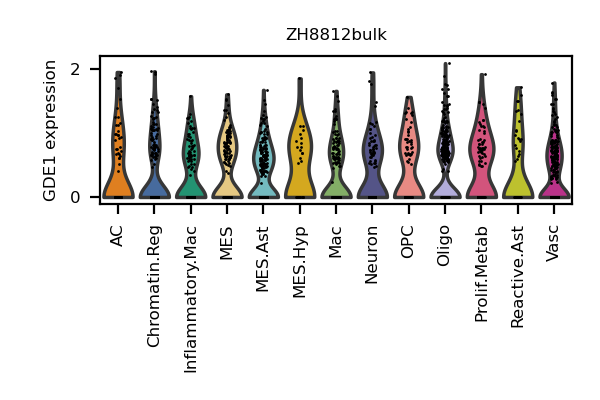 ZH8812bulk
GDE1 expression
2
0
AC
Chromatin.Reg
Inflammatory.Mac
MES
MES.Ast
MES.Hyp
Mac
Neuron
OPC
Oligo
Prolif.Metab
Reactive.Ast
Vasc